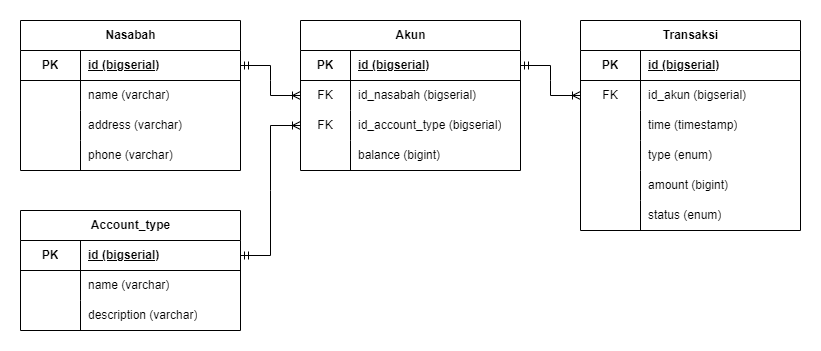 Nasabah
PK id (bigserial)
name (varchar)
address (varchar)
phone (varchar)
Akun
PK id (bigserial)
FK id_nasabah (bigserial)
FK id_account_type (bigserial)
balance (bigint)
Transaksi
PK id (bigserial)
FK id_akun (bigserial)
time (timestamp)
type (enum)
amount (bigint)
status (enum)
Account_type
PK id (bigserial)
name (varchar)
description (varchar)